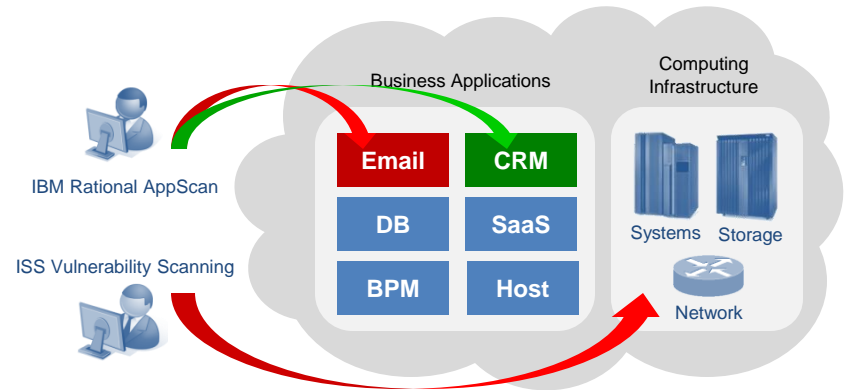 Business Applications
Computing
Infrastructure
Email
CRM
IBM Rational AppScan
DB
SaaS
Systems
Storage
ISS Vulnerability Scanning
BPM
Host
Network